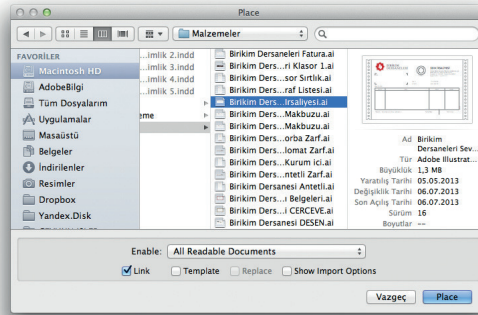 Place
Malzemeler
FAVORİLER
Macintosh HD
AdobeBilgi
Tüm Dosyalarım
Uygulamalar
Masaüstü
Belgeler
İndirilenler
Resimler
Dropbox
Yandex.Disk
...imlik 2.indd
...imlik 3.indd
...imlik 4.indd
...imlik 5.indd
eme
Birikim Dersaneleri Fatura.ai
Birikim Ders...ri Klasor 1.ai
Birikim Ders...sor Sırtlık.ai
Birikim Ders...raf Listesi.ai
Birikim Ders...Irsaliyesi.ai
Birikim Ders...Makbuzu.ai
Birikim Ders...Makbuzu.ai
Birikim Ders...orba Zarf.ai
Birikim Ders...lomat Zarf.ai
Birikim Ders...Kurum ici.ai
Birikim Ders...ntetli Zarf.ai
Birikim Dersanesi Antetli.ai
Birikim Ders...ı Belgeleri.ai
Birikim Ders...i CERCEVE.ai
Birikim Dersanesi DESEN.ai
Ad Birikim
Dersaneleri Sev...
Tür Adobe Illustrat...
Büyüklük 1,3 MB
Yaratılış Tarihi 05.05.2013
Değişiklik Tarihi 06.07.2013
Son Açılış Tarihi 06.07.2013
Sürüm 16
Boyutlar --
Enable: All Readable Documents
Link Template Replace Show Import Options
Vazgeç Place